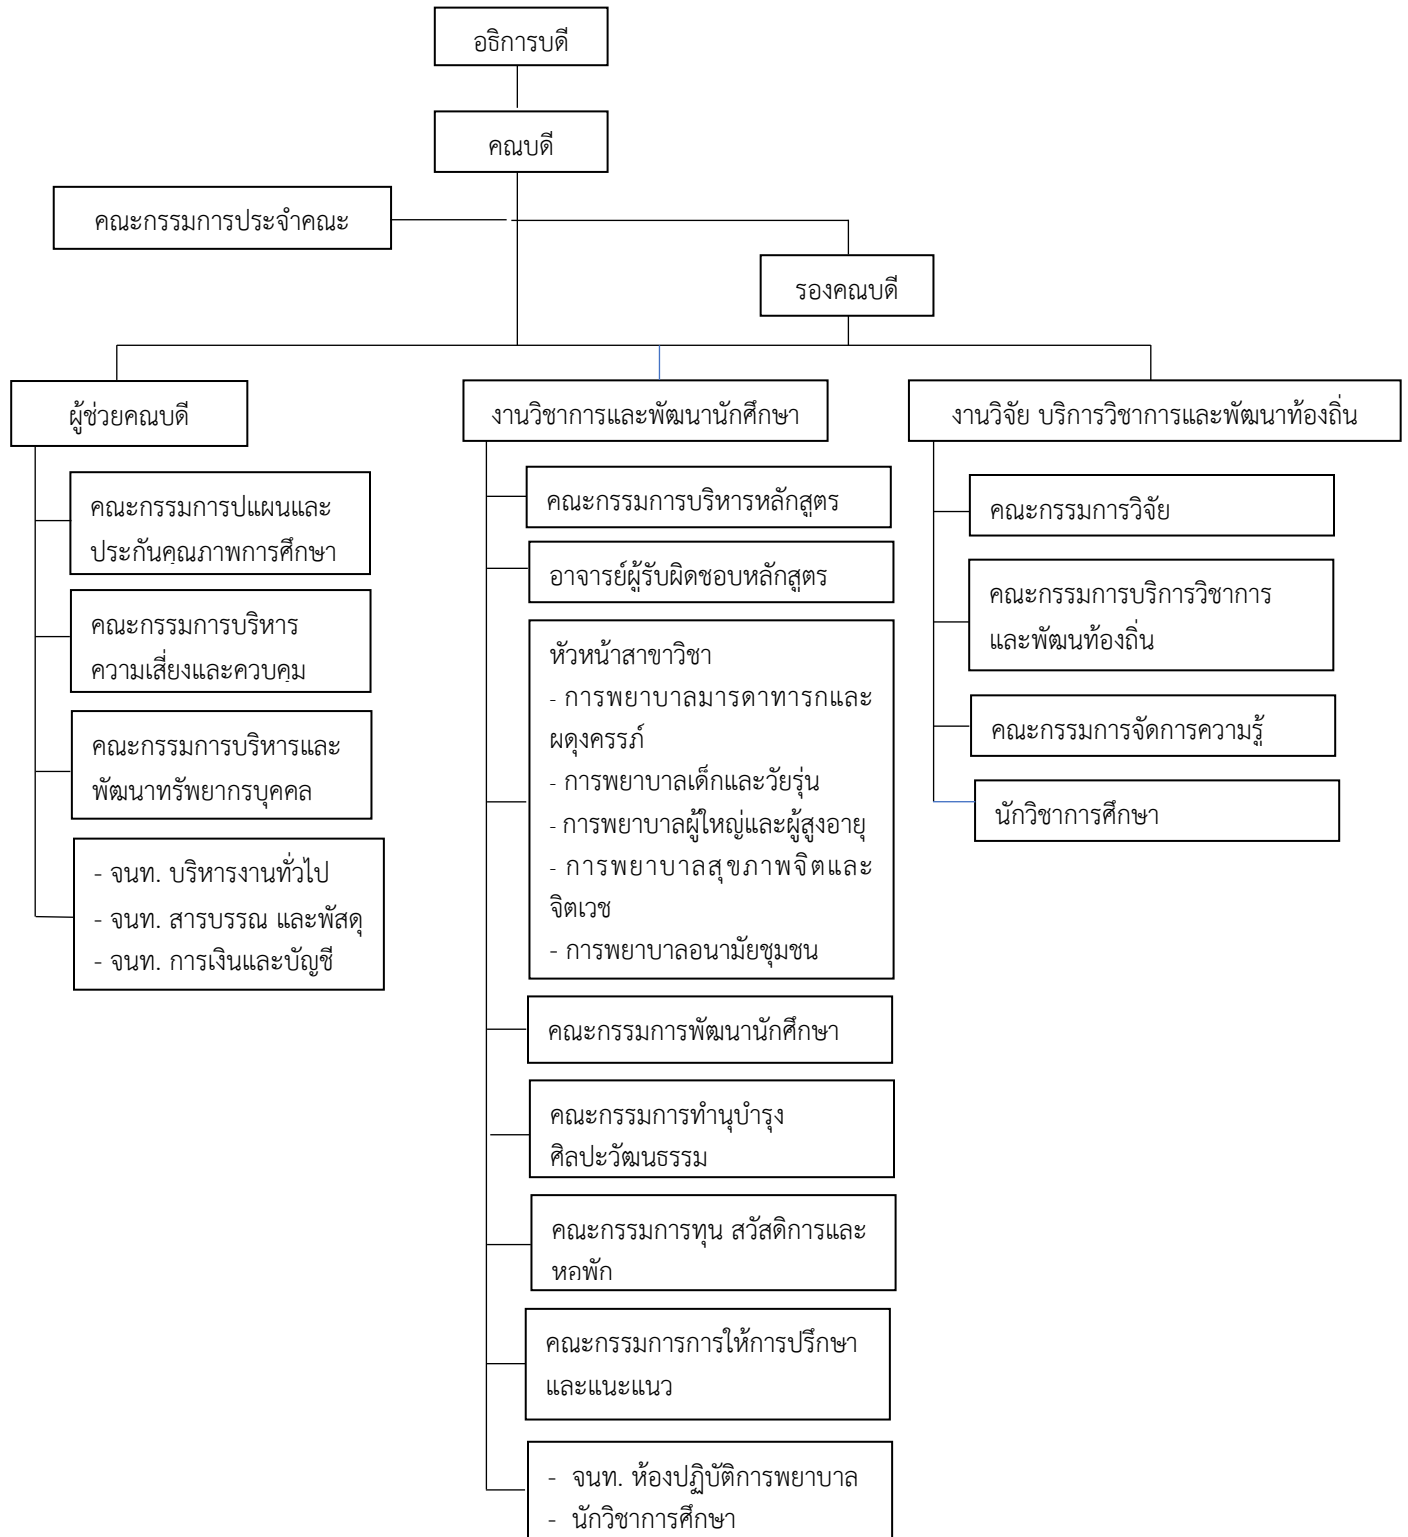 อธิการบดี
คณบดี
คณะกรรมการประจำคณะ
รองคณบดี
ผู้ช่วยคณบดี
คณะกรรมการปแผนและ
ประกันคุณภาพการศึกษา
คณะกรรมการบริหาร
ความเสี่ยงและควบคุม
คณะกรรมการบริหารและ
พัฒนาทรัพยากรบุคคล
- จนท. บริหารงานทั่วไป
- จนท. สารบรรณ และพัสดุ
- จนท. การเงินและบัญชี
งานวิชาการและพัฒนานักศึกษา
คณะกรรมการบริหารหลักสูตร
อาจารย์ผู้รับผิดชอบหลักสูตร
หัวหน้าสาขาวิชา
- การพยาบาลมารดาทารกและ
ผดุงครรภ์
- การพยาบาลเด็กและวัยรุ่น
- การพยาบาลผู้ใหญ่และผู้สูงอายุ
- การพยาบาลสุขภาพจิตและ
จิตเวช
- การพยาบาลอนามัยชุมชน
คณะกรรมการพัฒนานักศึกษา
คณะกรรมการทำนุบำรุง
ศิลปะวัฒนธรรม
คณะกรรมการทุน สวัสดิการและ
หอพัก
คณะกรรมการการให้การปรึกษา
และแนะแนว
- จนท. ห้องปฏิบัติการพยาบาล
- นักวิชาการศึกษา
งานวิจัย บริการวิชาการและพัฒนาท้องถิ่น
คณะกรรมการวิจัย
คณะกรรมการบริการวิชาการ
และพัฒนท้องถิ่น
คณะกรรมการจัดการความรู้
นักวิชาการศึกษา